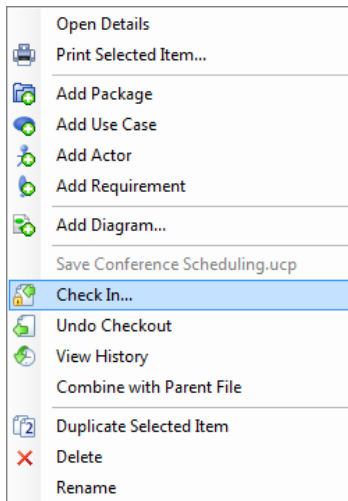 Open Details
Print Selected Item...
Add Package
Add Use Case
Add Actor
Add Requirement
Add Diagram...
Save Conference Scheduling.ucp
Check In...
Undo Checkout
View History
Combine with Parent File
2 Duplicate Selected Item
Delete
Rename